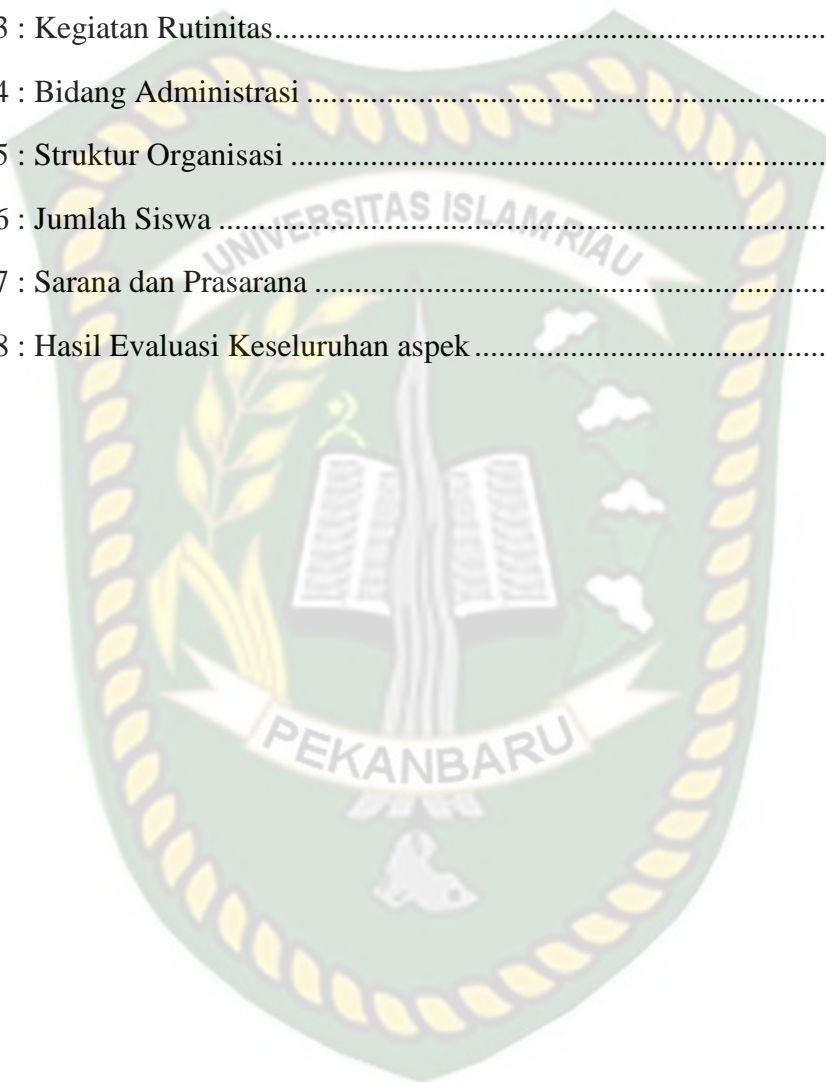 3 : Kegiatan Rutinitas....................................................................
4 : Bidang Administrasi ................................................................
5 : Struktur Organisasi ..................................................................
6 : Jumlah Siswa ...........................................................................
7 : Sarana dan Prasarana ...............................................................
8 : Hasil Evaluasi Keseluruhan aspek ...........................................
UNIVERSITAS ISLAM RIAU
PEKANBARU